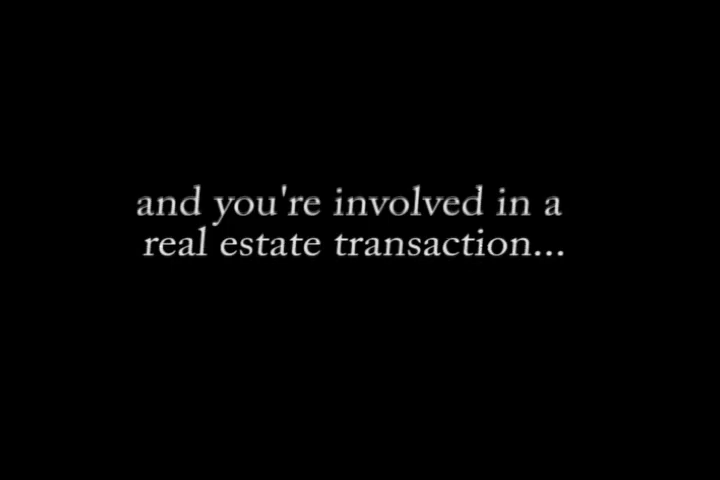 and you're involved in a
real estate transaction...